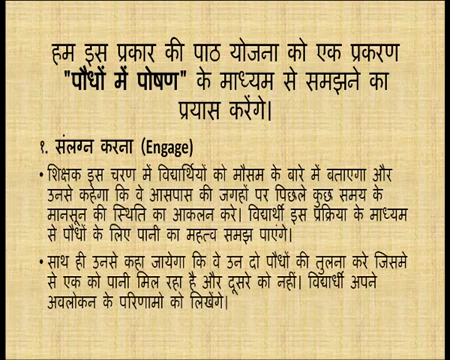 हम इस प्रकार की पाठ योजना को एक प्रकरण
"पौधों में पोषण" के माध्यम से समझने का
प्रयास करेंगे।
१. संलग्न करना (Engage)
• शिक्षक इस चरण में विद्यार्थियों को मौसम के बारे में बताएगा और
उनसे कहेगा कि वे आसपास की जगहों पर पिछले कुछ समय के
मानसून की स्थिति का आकलन करे। विद्यार्थी इस प्रक्रिया के माध्यम
से पौधों के लिए पानी का महत्व समझ पाएंगे।
• साथ ही उनसे कहा जायेगा कि वे उन दो पौधों की तुलना करे जिसमे
से एक को पानी मिल रहा है और दूसरे को नहीं। विद्यार्थी अपने
अवलोकन के परिणामो को लिखेंगे।